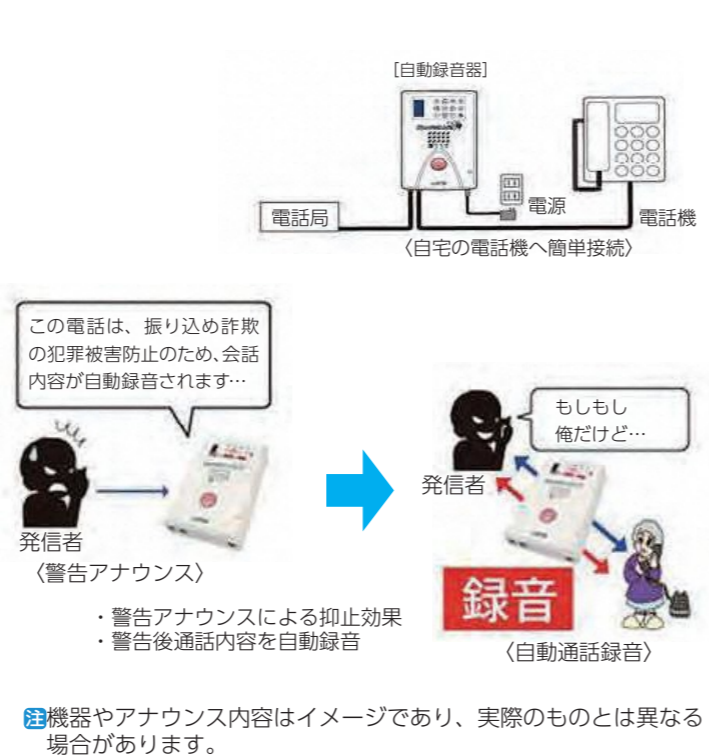 [自動録音器]
電源
電話局
電話機
〈自宅の電話機へ簡単接続〉
この電話は、振り込め詐欺
の犯罪被害防止のため、会話
内容が自動録音されます…
もしもし
俺だけど…
発信者
発信者
〈警告アナウンス〉
録音
・警告アナウンスによる抑止効果
・警告後通話内容を自動録音
〈自動通話録音〉
注機器やアナウンス内容はイメージであり、実際のものとは異なる
場合があります。